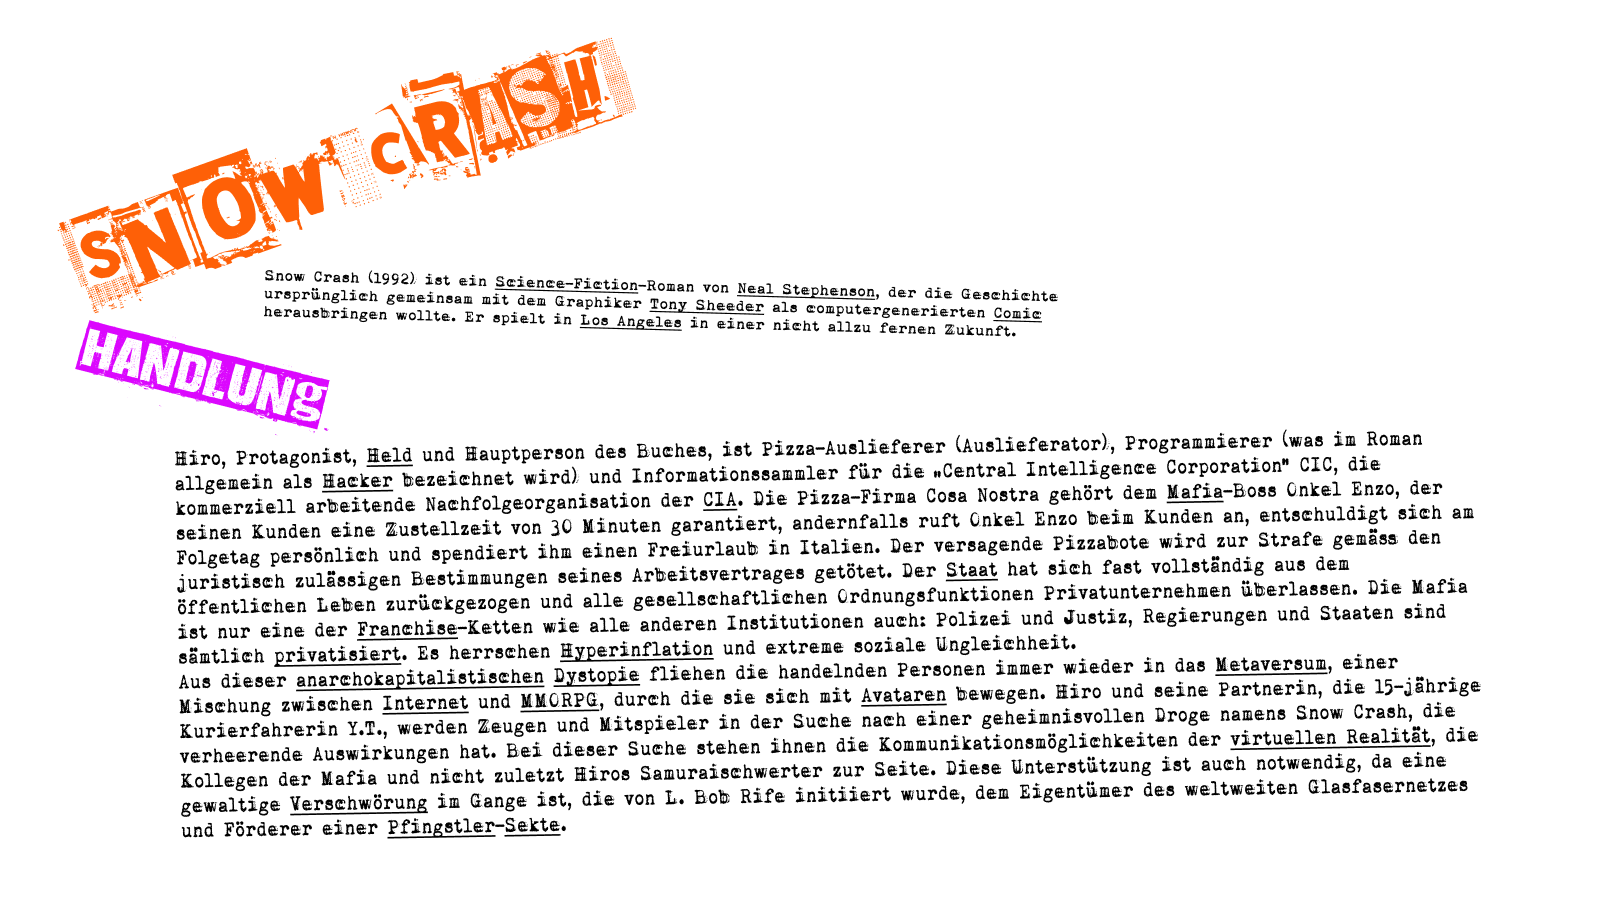 SNOW cRASH
Snow Crash (1992) ist ein Science-Fiction-Roman von Neal Stephenson, der die Geschichte
ursprünglich gemeinsam mit dem Graphiker Tony Sheeder als computergenerierten Comic
herausbringen wollte. Er spielt in Los Angeles in einer nicht allzu fernen Zukunft.
HANDLUNg
Hiro, Protagonist, Held und Hauptperson des Buches, ist Pizza-Auslieferer (Auslieferator), Programmierer (was im Roman
allgemein als Hacker bezeichnet wird) und Informationssammler für die „Central Intelligence Corporation" CIC, die
kommerziell arbeitende Nachfolgeorganisation der CIA. Die Pizza-Firma Cosa Nostra gehört dem Mafia-Boss Onkel Enzo, der
seinen Kunden eine Zustellzeit von 30 Minuten garantiert, andernfalls ruft Onkel Enzo beim Kunden an, entschuldigt sich am
Folgetag persönlich und spendiert ihm einen Freiurlaub in Italien. Der versagende Pizzabote wird zur Strafe gemäss den
juristisch zulässigen Bestimmungen seines Arbeitsvertrages getötet. Der Staat hat sich fast vollständig aus dem
öffentlichen Leben zurückgezogen und alle gesellschaftlichen Ordnungsfunktionen Privatunternehmen überlassen. Die Mafia
ist nur eine der Franchise-Ketten wie alle anderen Institutionen auch: Polizei und Justiz, Regierungen und Staaten sind
sämtlich privatisiert. Es herrschen Hyperinflation und extreme soziale Ungleichheit.
Aus dieser anarchokapitalistischen Dystopie fliehen die handelnden Personen immer wieder in das Metaversum, einer
Mischung zwischen Internet und MMORPG, durch die sie sich mit Avataren bewegen. Hiro und seine Partnerin, die 15-jährige
Kurierfahrerin Y.T., werden Zeugen und Mitspieler in der Suche nach einer geheimnisvollen Droge namens Snow Crash, die
verheerende Auswirkungen hat. Bei dieser Suche stehen ihnen die Kommunikationsmöglichkeiten der virtuellen Realität, die
Kollegen der Mafia und nicht zuletzt Hiros Samuraischwerter zur Seite. Diese Unterstützung ist auch notwendig, da eine
gewaltige Verschwörung im Gange ist, die von L. Bob Rife initiiert wurde, dem Eigentümer des weltweiten Glasfasernetzes
und Förderer einer Pfingstler-Sekte.